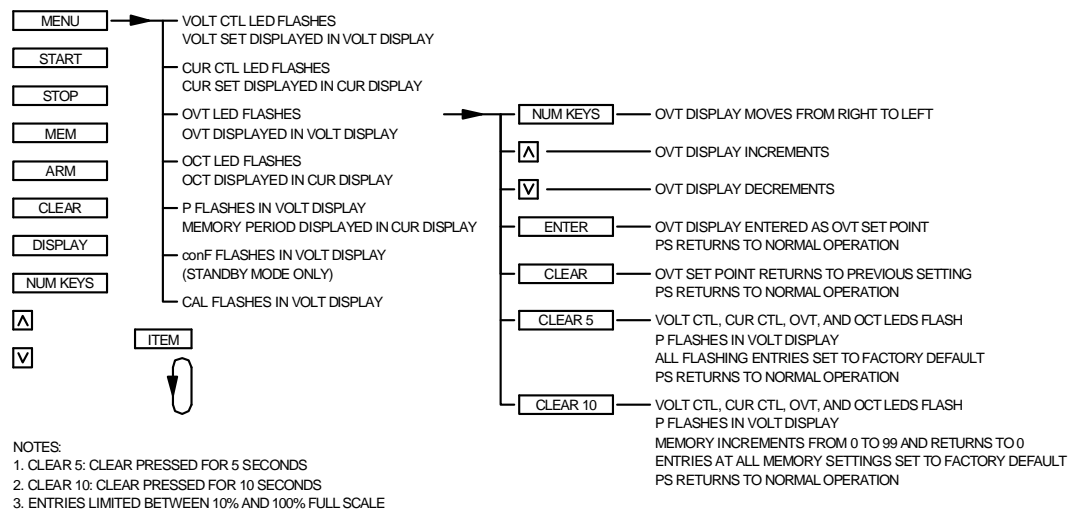 MENU
START
STOP
MEM
ARM
CLEAR
DISPLAY
NUM KEYS
VOLT CTL LED FLASHES
VOLT SET DISPLAYED IN VOLT DISPLAY
CUR CTL LED FLASHES
CUR SET DISPLAYED IN CUR DISPLAY
OVT LED FLASHES
OVT DISPLAYED IN VOLT DISPLAY
OCT LED FLASHES
OCT DISPLAYED IN CUR DISPLAY
P FLASHES IN VOLT DISPLAY
MEMORY PERIOD DISPLAYED IN CUR DISPLAY
conF FLASHES IN VOLT DISPLAY
(STANDBY MODE ONLY)
CAL FLASHES IN VOLT DISPLAY
ITEM
NUM KEYS
OVT DISPLAY MOVES FROM RIGHT TO LEFT
OVT DISPLAY INCREMENTS
OVT DISPLAY DECREMENTS
ENTER
OVT DISPLAY ENTERED AS OVT SET POINT
PS RETURNS TO NORMAL OPERATION
CLEAR
OVT SET POINT RETURNS TO PREVIOUS SETTING
PS RETURNS TO NORMAL OPERATION
CLEAR 5
VOLT CTL, CUR CTL, OVT, AND OCT LEDS FLASH
P FLASHES IN VOLT DISPLAY
ALL FLASHING ENTRIES SET TO FACTORY DEFAULT
PS RETURNS TO NORMAL OPERATION
CLEAR 10
VOLT CTL, CUR CTL, OVT, AND OCT LEDS FLASH
P FLASHES IN VOLT DISPLAY
MEMORY INCREMENTS FROM 0 TO 99 AND RETURNS TO 0
ENTRIES AT ALL MEMORY SETTINGS SET TO FACTORY DEFAULT
PS RETURNS TO NORMAL OPERATION
NOTES:
1. CLEAR 5: CLEAR PRESSED FOR 5 SECONDS
2. CLEAR 10: CLEAR PRESSED FOR 10 SECONDS
3. ENTRIES LIMITED BETWEEN 10% AND 100% FULL SCALE